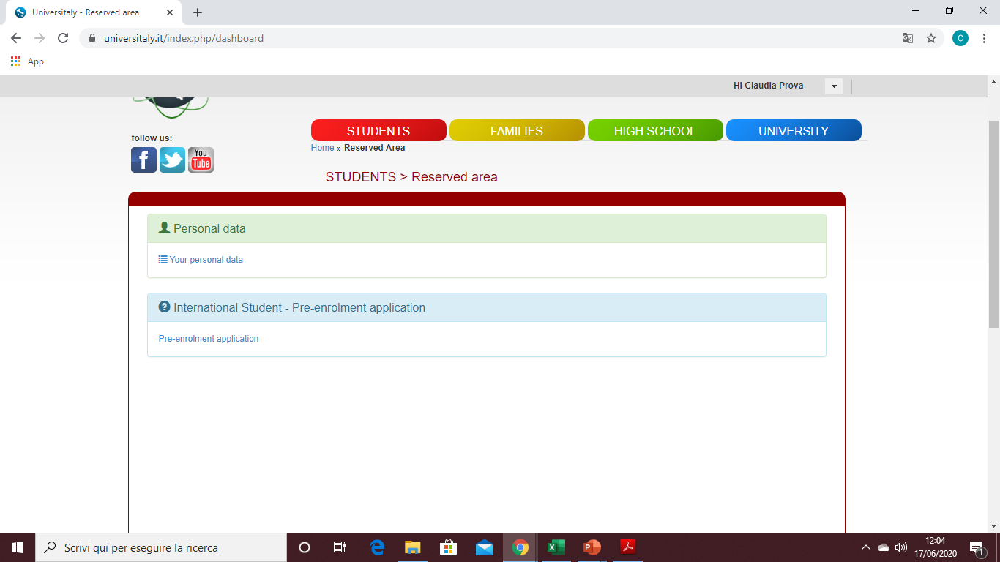 Universitaly - Reserved area
universitaly.it/index.php/dashboard
C
App
Hi Claudia Prova
follow us:
f
You
Tube
STUDENTS FAMILIES HIGH SCHOOL UNIVERSITY
Home » Reserved Area
STUDENTS > Reserved area
Personal data
Your personal data
? International Student - Pre-enrolment application
Pre-enrolment application
Scrivi qui per eseguire la ricerca
12:04
17/06/2020
1